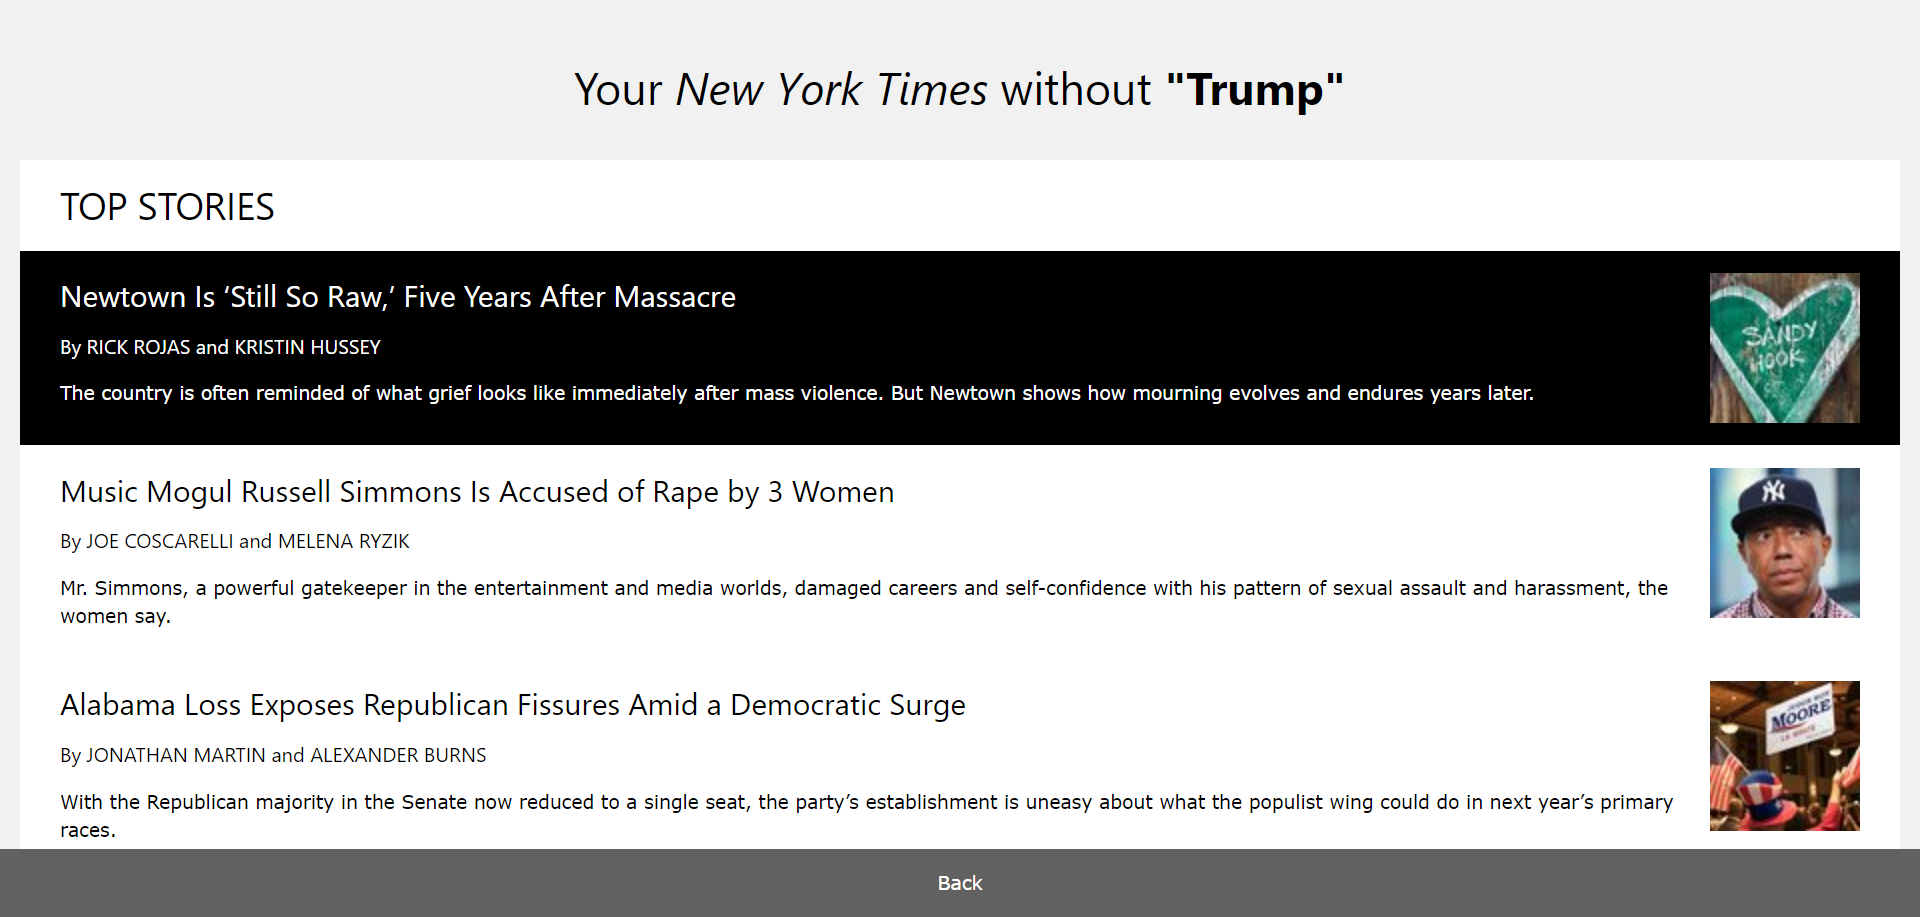 Your New York Times without "Trump"
TOP STORIES
Newtown Is ‘Still So Raw,’ Five Years After Massacre
By RICK ROJAS and KRISTIN HUSSEY
The country is often reminded of what grief looks like immediately after mass violence. But Newtown shows how mourning evolves and endures years later.
SANDY
HOOK
Music Mogul Russell Simmons Is Accused of Rape by 3 Women
By JOE COSCARELLI and MELENA RYZIK
Mr. Simmons, a powerful gatekeeper in the entertainment and media worlds, damaged careers and self-confidence with his pattern of sexual assault and harassment, the
women say.
NY
Alabama Loss Exposes Republican Fissures Amid a Democratic Surge
By JONATHAN MARTIN and ALEXANDER BURNS
With the Republican majority in the Senate now reduced to a single seat, the party’s establishment is uneasy about what the populist wing could do in next year’s primary
races.
MOORE
Back